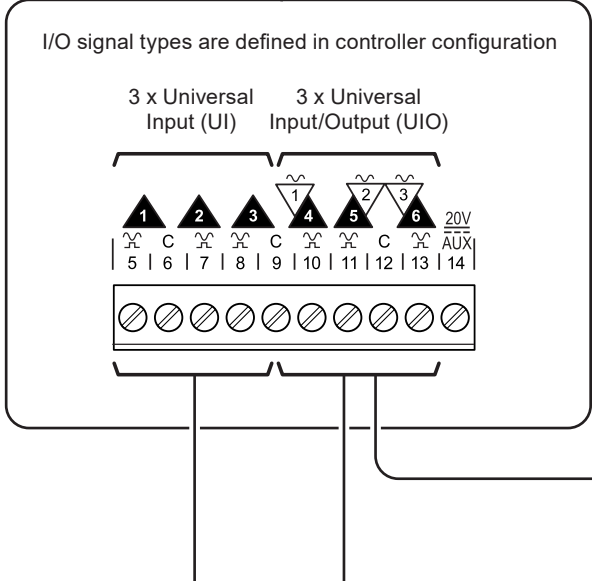 I/O signal types are defined in controller configuration
3 x Universal
Input (UI)
3 x Universal
Input/Output (UIO)
1 2 3
1 2 3 4 5 6
20V
C C C AUX
5 6 7 8 9 10 11 12 13 14